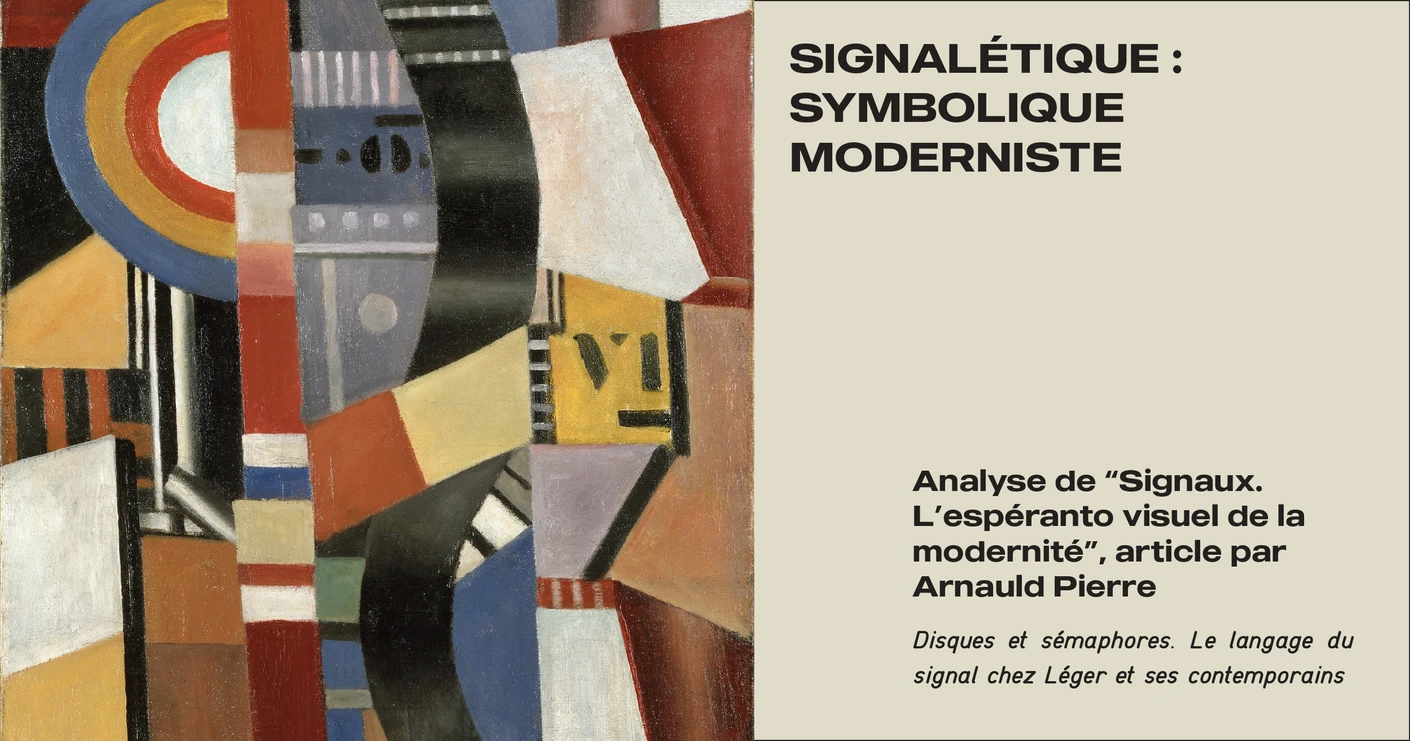 SIGNALÉTIQUE :
SYMBOLIQUE
MODERNISTE
VI
Analyse de “Signaux.
L’espéranto visuel de la
modernité”, article par
Arnauld Pierre
Disques et sémaphores. Le langage du
signal chez Léger et ses contemporains